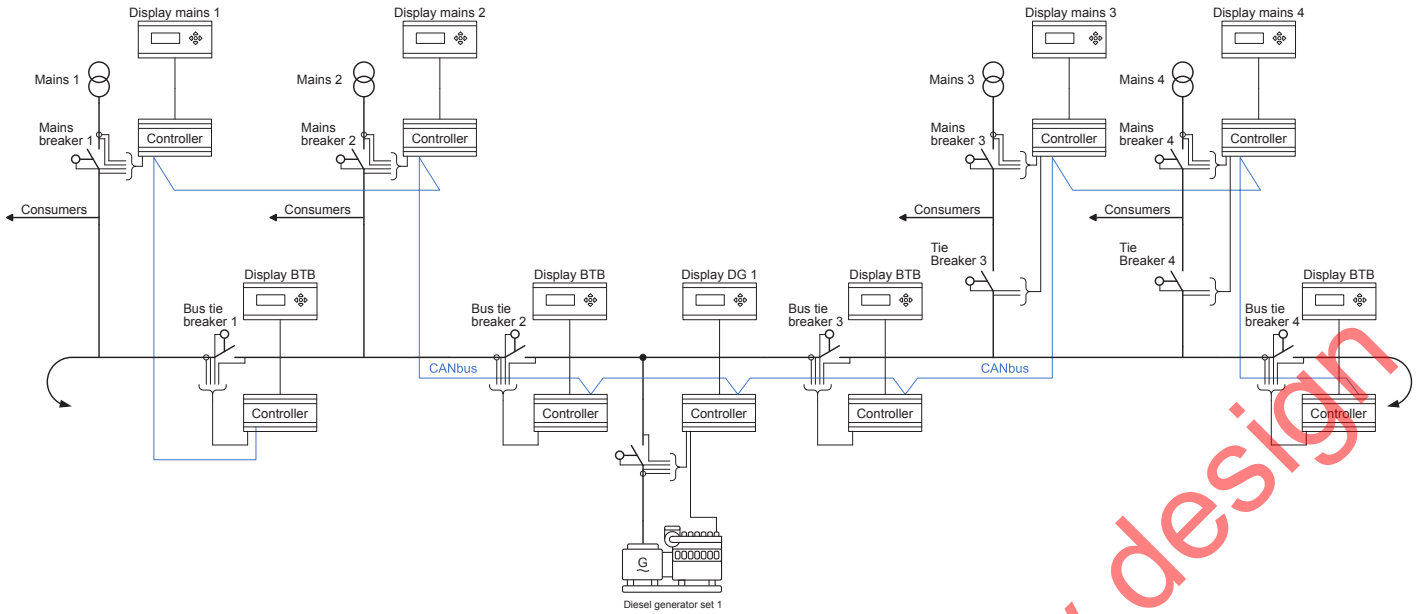 Display mains 1
Display mains 2
Display mains 3
Display mains 4
Mains 1
Mains 2
Mains 3
Mains 4
Mains
breaker 1
Controller
Mains
breaker 2
Controller
Mains
breaker 3
Controller
Mains
breaker 4
Controller
Consumers
Consumers
Consumers
Consumers
Tie
Breaker 3
Tie
Breaker 4
Display BTB
Display BTB
Display DG 1
Display BTB
Display BTB
Bus tie
breaker 1
Bus tie
breaker 2
Bus tie
breaker 3
Bus tie
breaker 4
CANbus
CANbus
Controller
Controller
Controller
Controller
Controller
G
~
Diesel generator set 1
design